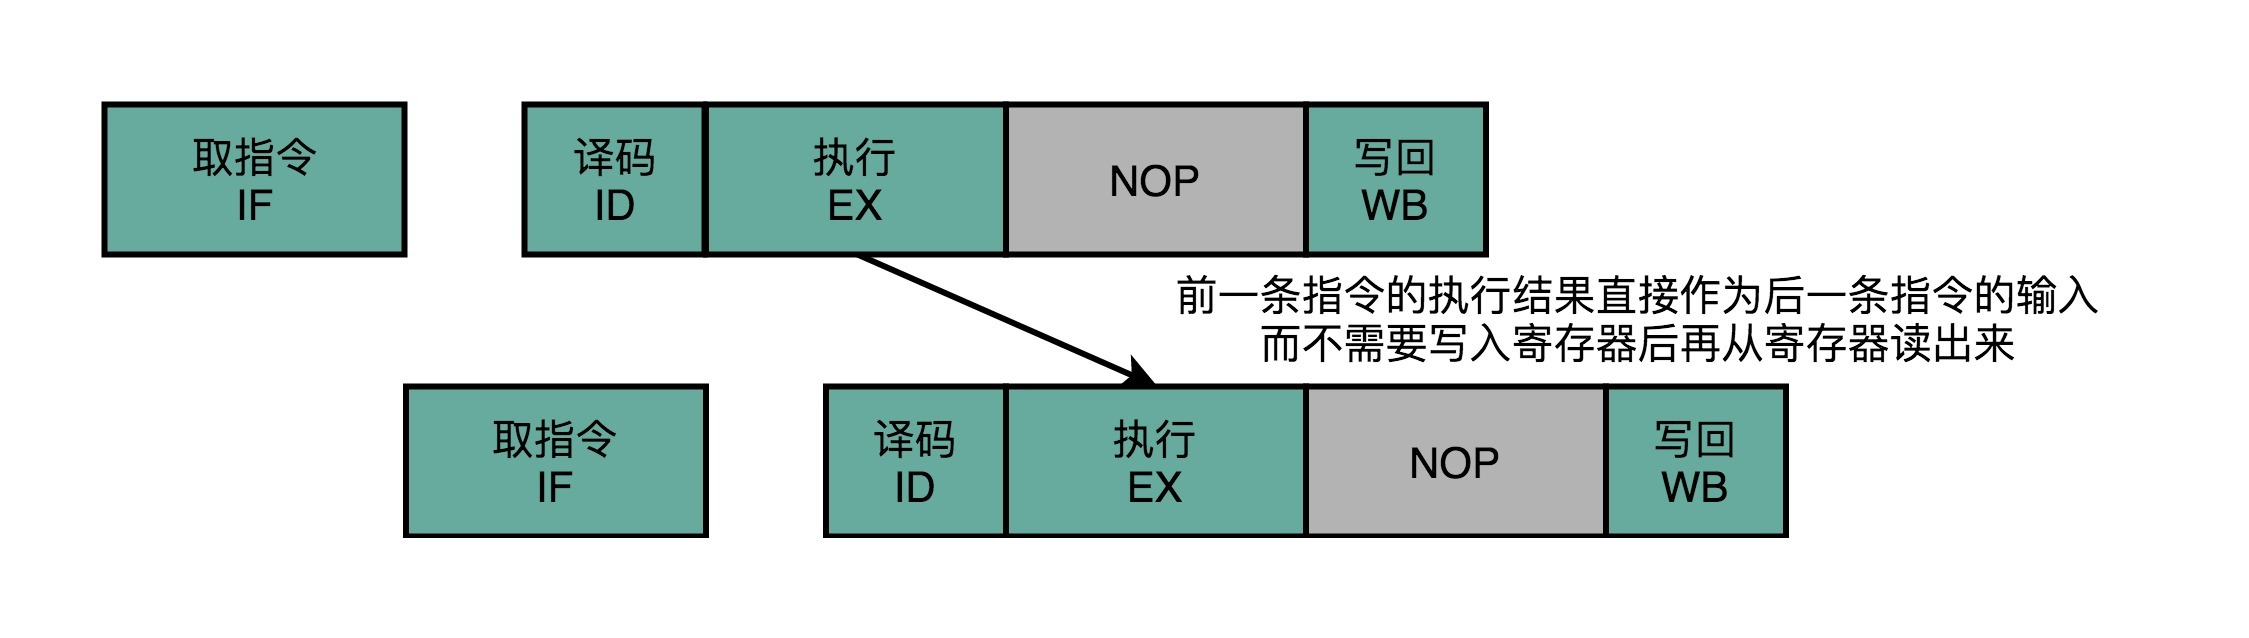 取指令
IF
译码
ID
执行
EX
NOP
写回
WB
前一条指令的执行结果直接作为后一条指令的输入
而不需要写入寄存器后再从寄存器读出来
取指令
IF
译码
ID
执行
EX
NOP
写回
WB